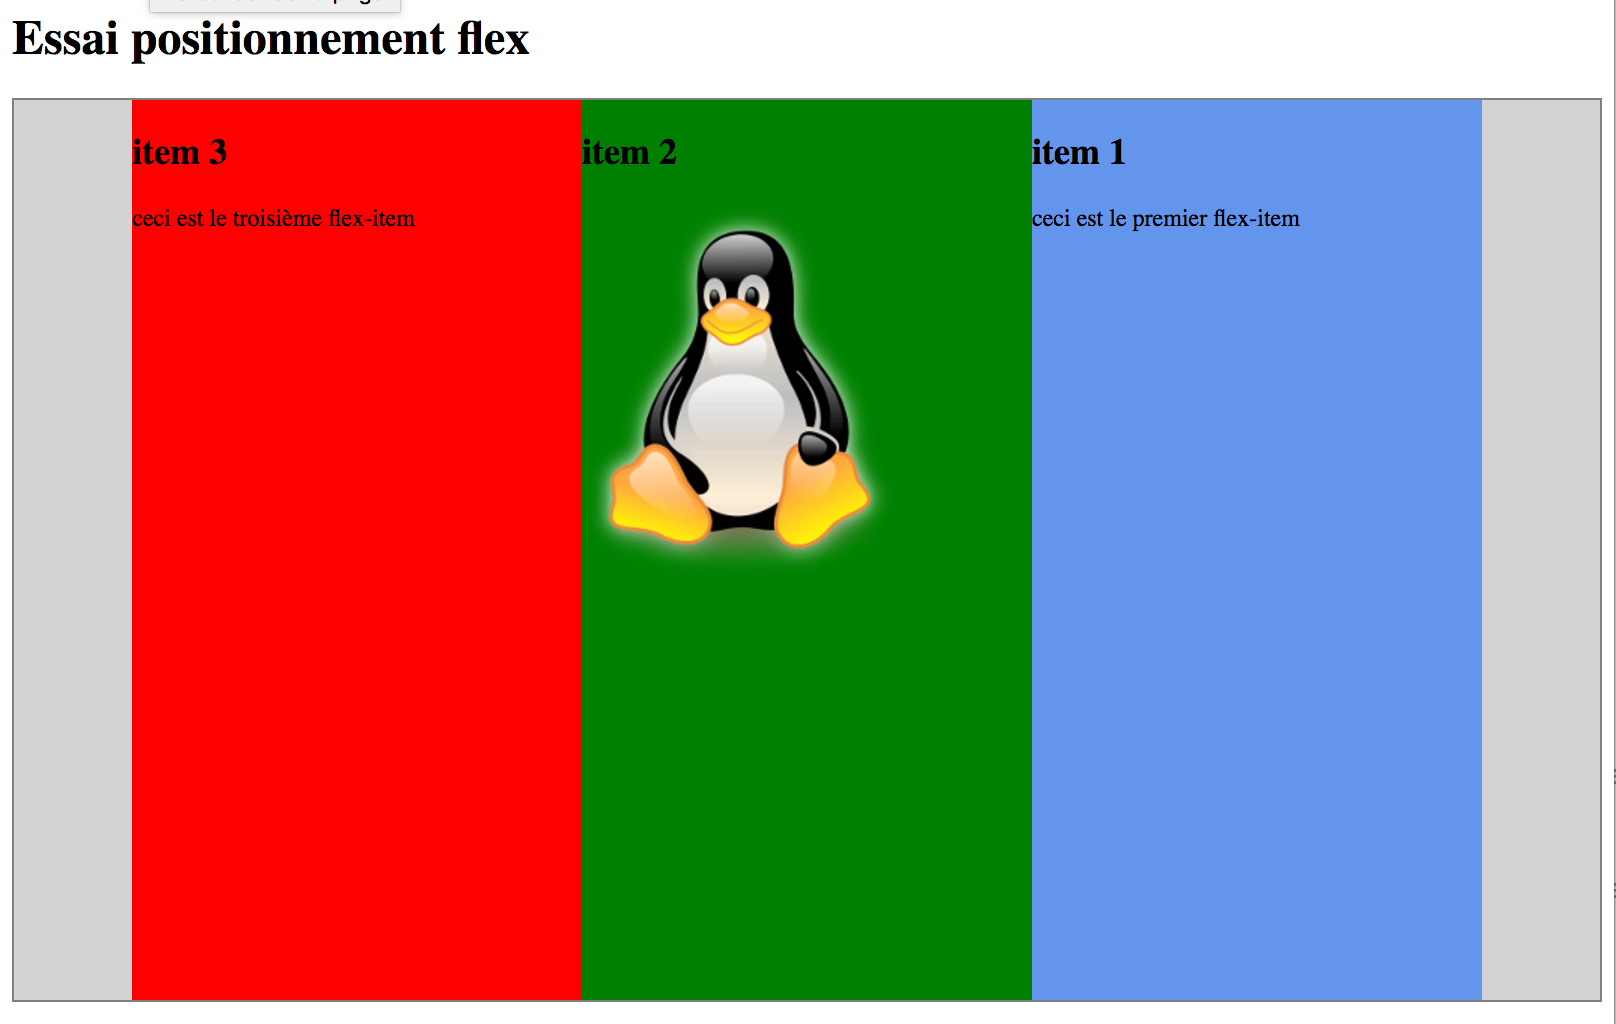 Essai positionnement flex
item 3
ceci est le troisième flex-item
item 2
item 1
ceci est le premier flex-item